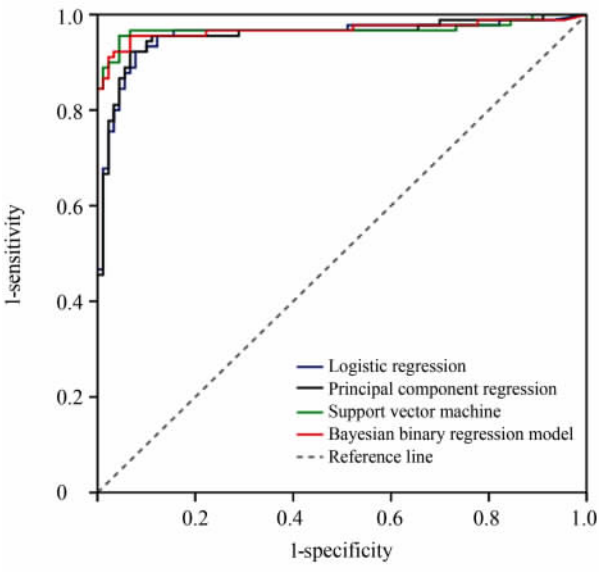 1.0
0.8
0.6
0.4
0.2
0
1-sensitivity
Logistic regression
Principal component regression
Support vector machine
Bayesian binary regression model
Reference line
0.2 0.4 0.6 0.8 1.0
1-specificity